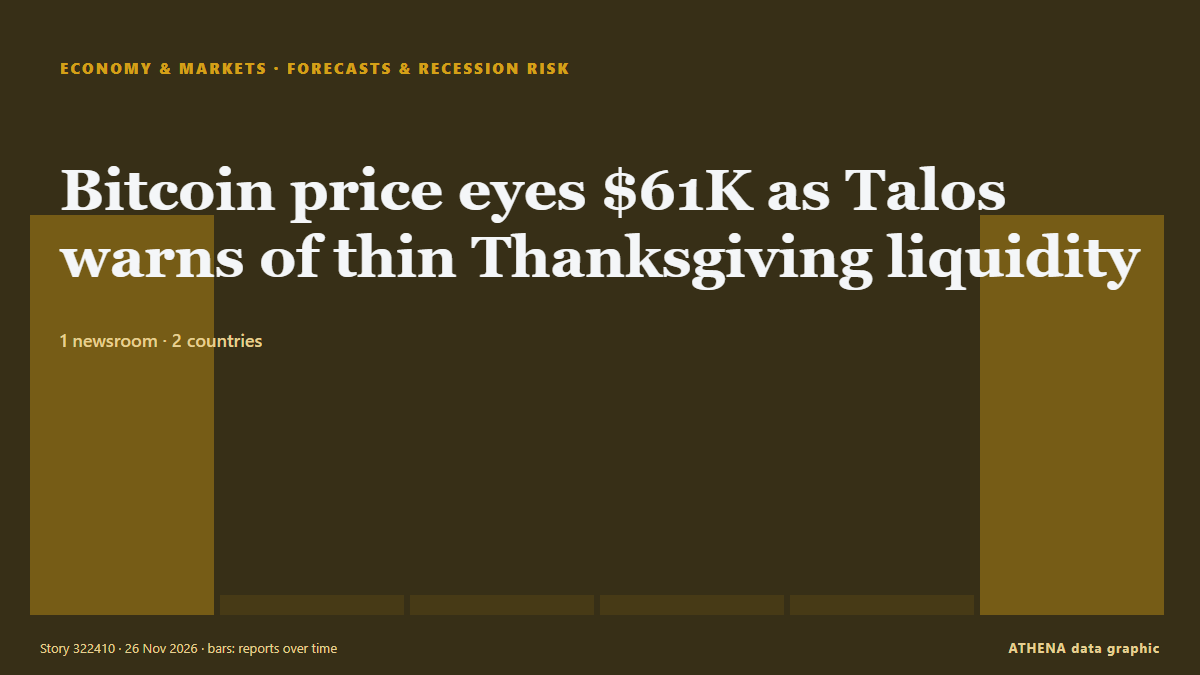 ECONOMY & MARKETS · FORECASTS & RECESSION RISK
Bitcoin price eyes $61K as Talos
warns of thin Thanksgiving liquidity
1 newsroom · 2 countries
Story 322410 · 26 Nov 2026 · bars: reports over time
ATHENA data graphic